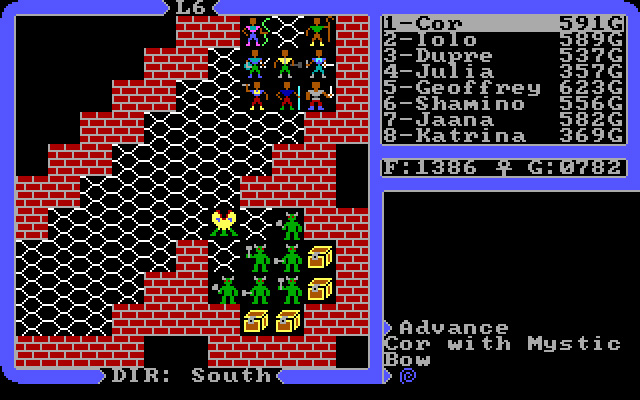 L6
1-Cor 591G
2-Iolo 589G
3-Dupre 537G
4-Julia 357G
5-Geoffrey 623G
6-Shamino 556G
7-Jaana 582G
8-Katrina 369G
F:1386 ♀ G:0782
Advance
Cor with Mystic
Bow
DIR: South